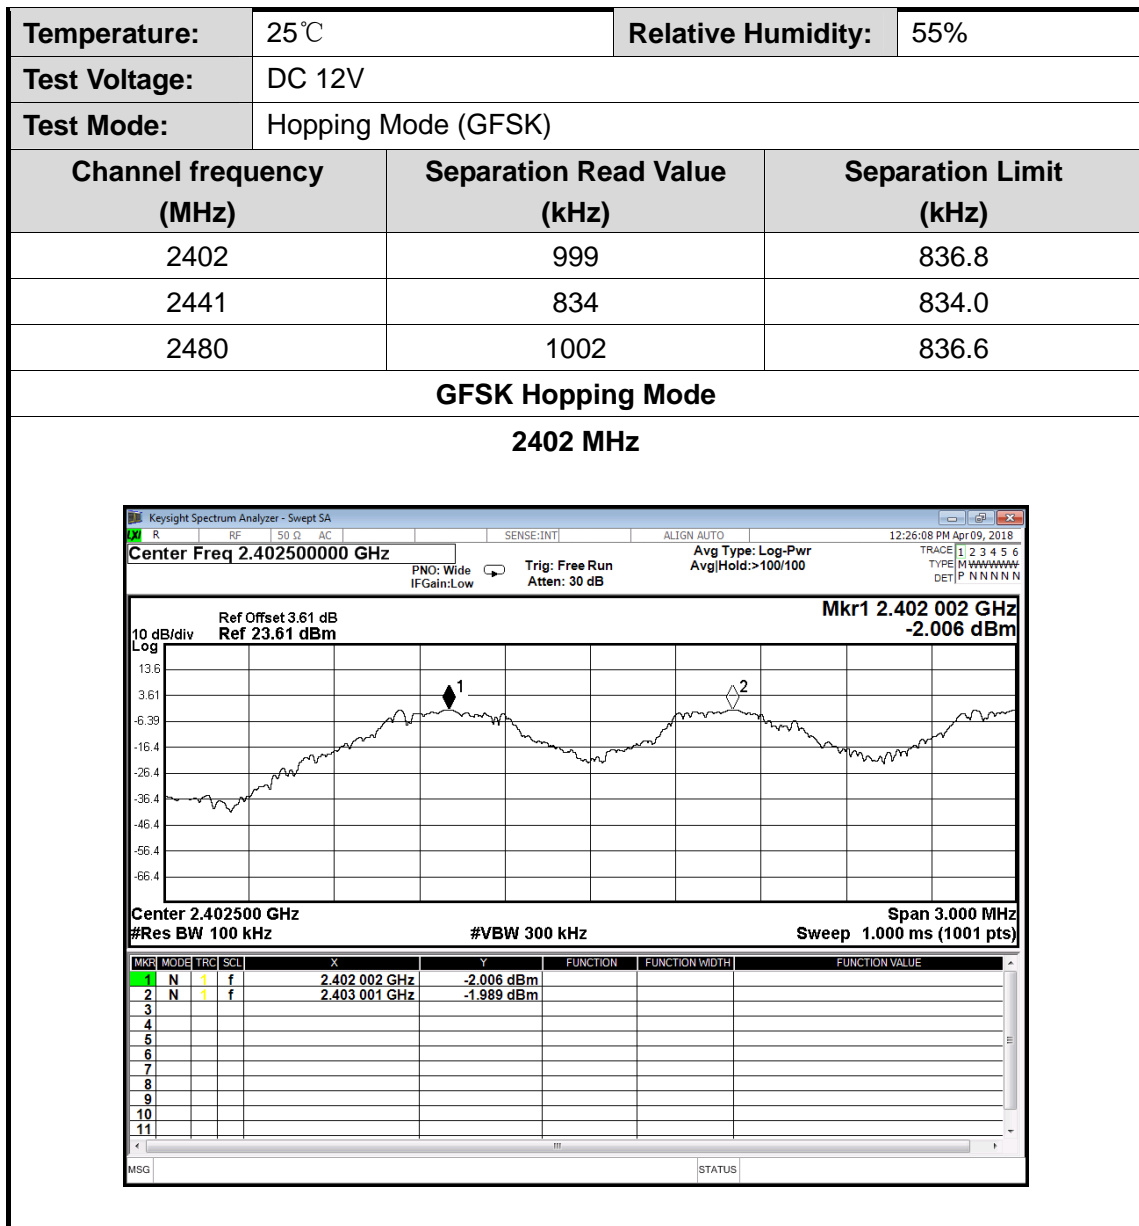 Temperature: 25℃ Relative Humidity: 55%
Test Voltage: DC 12V
Test Mode: Hopping Mode (GFSK)
Channel frequency (MHz) Separation Read Value (kHz) Separation Limit (kHz)
2402 999 836.8
2441 834 834.0
2480 1002 836.6
GFSK Hopping Mode
2402 MHz
Keysight Spectrum Analyzer - Swept SA
LXI R RF 50 Ω AC SENSE:INT ALIGN AUTO 12:26:08 PM Apr 09, 2018
Center Freq 2.402500000 GHz Avg Type: Log-Pwr TRACE 1 2 3 4 5 6
PNO: Wide Trig: Free Run Avg|Hold:>100/100 TYPE M WWWWW
IFGain:Low Atten: 30 dB DET P N N N N N
Mkr1 2.402 002 GHz
-2.006 dBm
Ref Offset 3.61 dB
10 dB/div Ref 23.61 dBm
Log
13.6
1 2
3.61
-6.39
-16.4
-26.4
-36.4
-46.4
-56.4
-66.4
Center 2.402500 GHz Span 3.000 MHz
#Res BW 100 kHz #VBW 300 kHz Sweep 1.000 ms (1001 pts)
MKR MODE TRC SCL X Y FUNCTION FUNCTION WIDTH FUNCTION VALUE
1 N 1 f 2.402 002 GHz -2.006 dBm
2 N 1 f 2.403 001 GHz -1.989 dBm
3
4
5
6
7
8
9
10
11
MSG STATUS